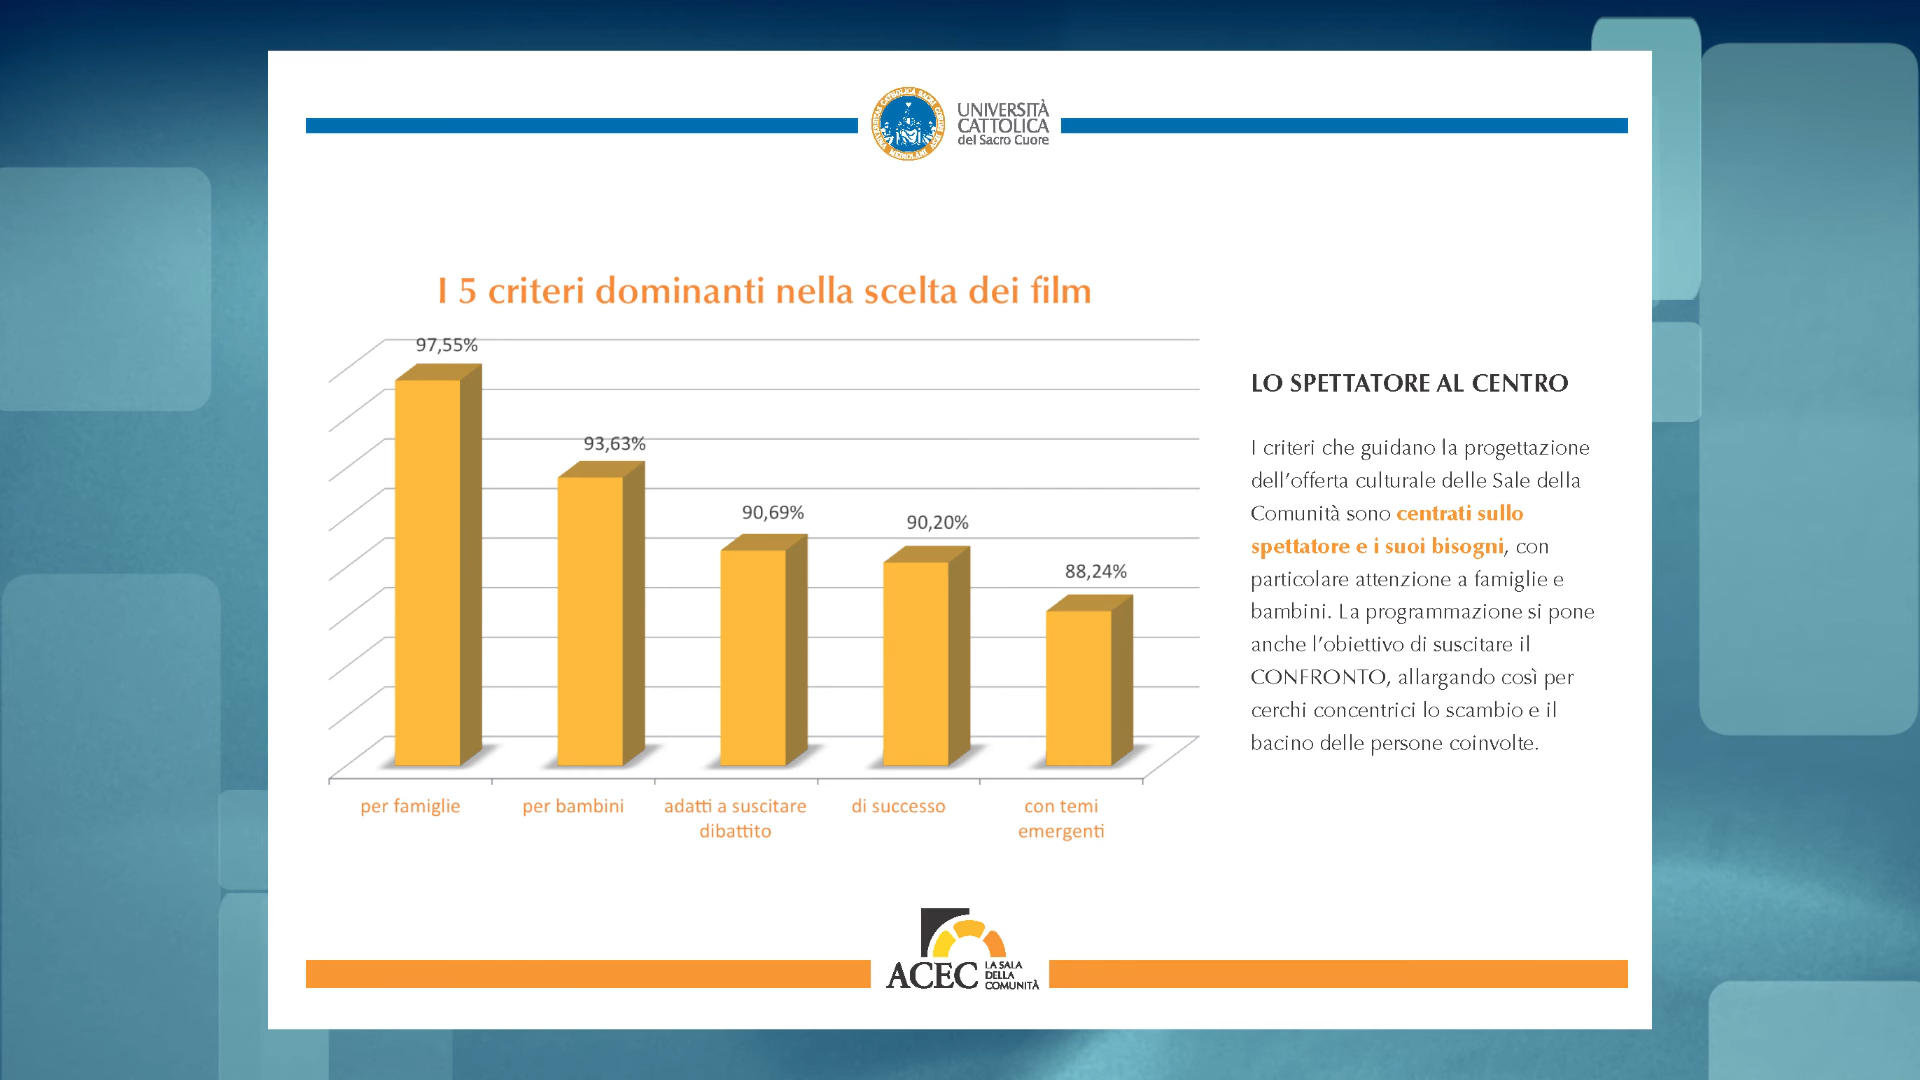 UNIVERSITÀ
CATTOLICA
del Sacro Cuore
I 5 criteri dominanti nella scelta dei film
97,55%
93,63%
90,69%
90,20%
88,24%
per famiglie
per bambini
adatti a suscitare
dibattito
di successo
con temi
emergenti
LO SPETTATORE AL CENTRO
I criteri che guidano la progettazione
dell’offerta culturale delle Sale della
Comunità sono centrati sullo
spettatore e i suoi bisogni, con
particolare attenzione a famiglie e
bambini. La programmazione si pone
anche l’obiettivo di suscitare il
CONFRONTO, allargando così per
cerchi concentrici lo scambio e il
bacino delle persone coinvolte.
ACEC
LA SALA
DELLA
COMUNITÀ